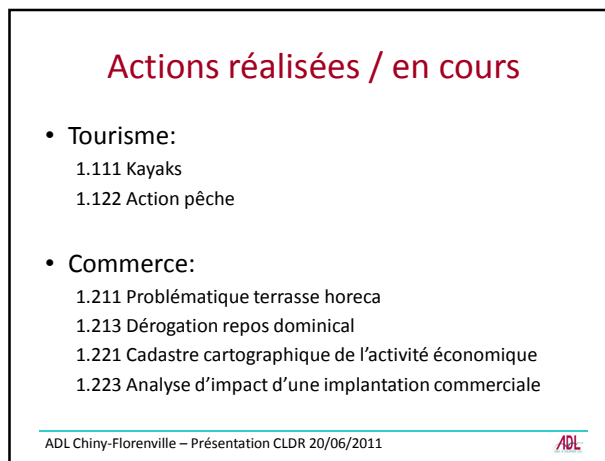 Actions réalisées / en cours
• Tourisme:
1.111 Kayaks
1.122 Action pêche
• Commerce:
1.211 Problématique terrasse horeca
1.213 Dérogation repos dominical
1.221 Cadastre cartographique de l’activité économique
1.223 Analyse d’impact d’une implantation commerciale
ADL Chiny-Florenville – Présentation CLDR 20/06/2011
ADL